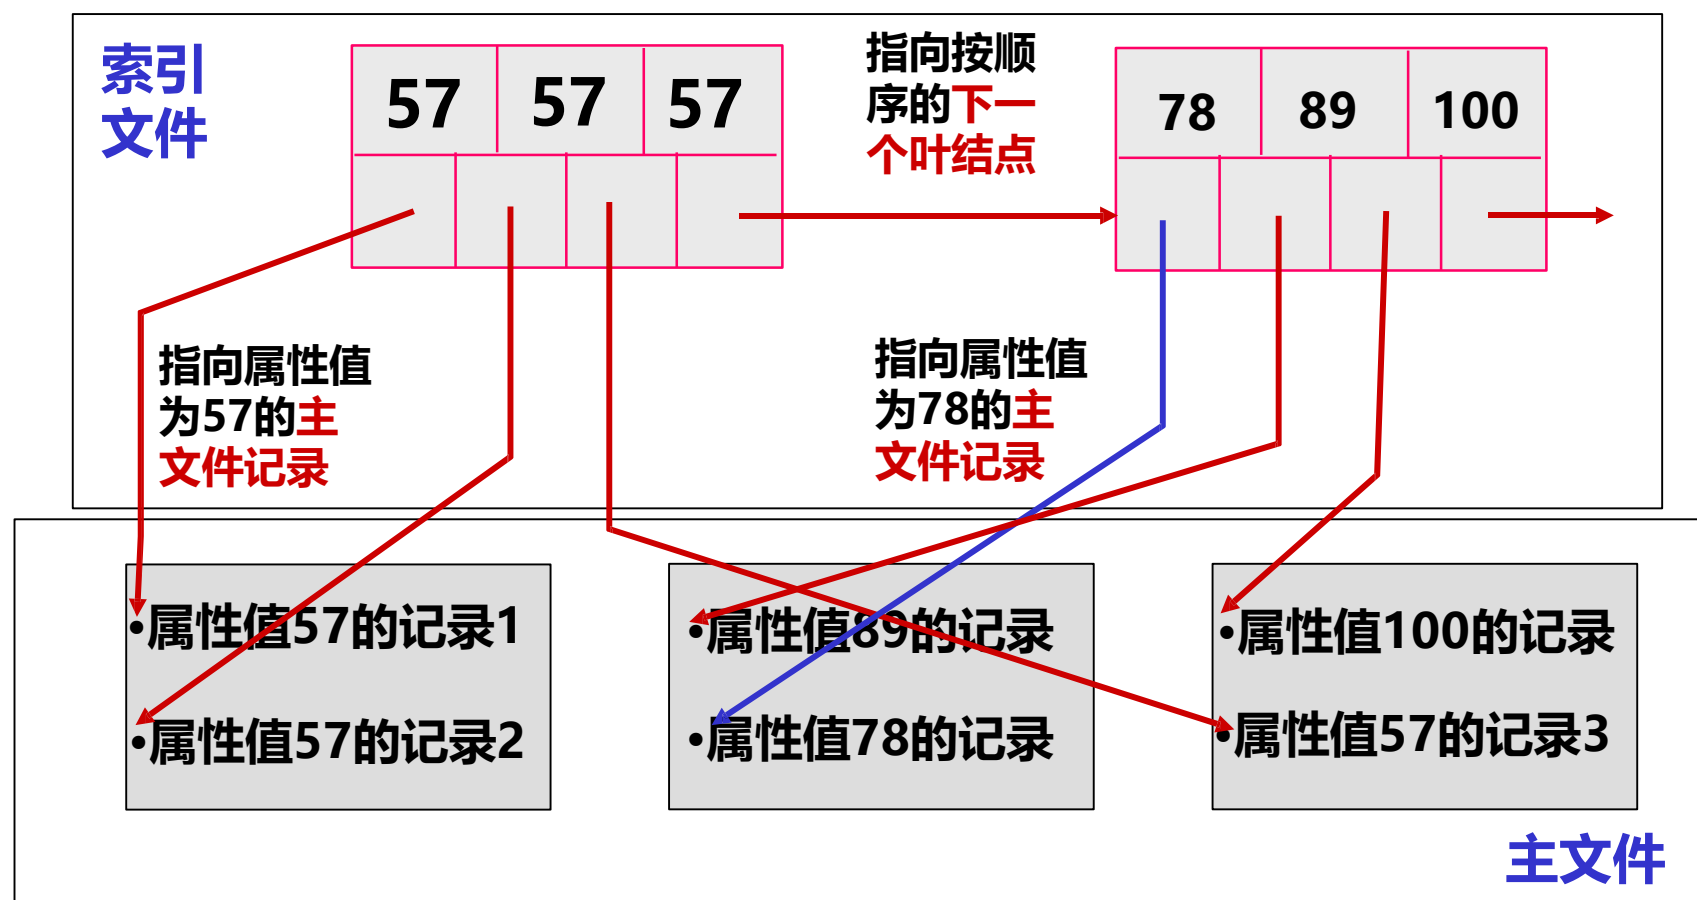 索引
文件
57 57 57
指向按顺
序的下一
个叶结点
78 89 100
指向属性值
为57的主
文件记录
指向属性值
为78的主
文件记录
•属性值57的记录1
•属性值57的记录2
•属性值89的记录
•属性值78的记录
•属性值100的记录
•属性值57的记录3
主文件